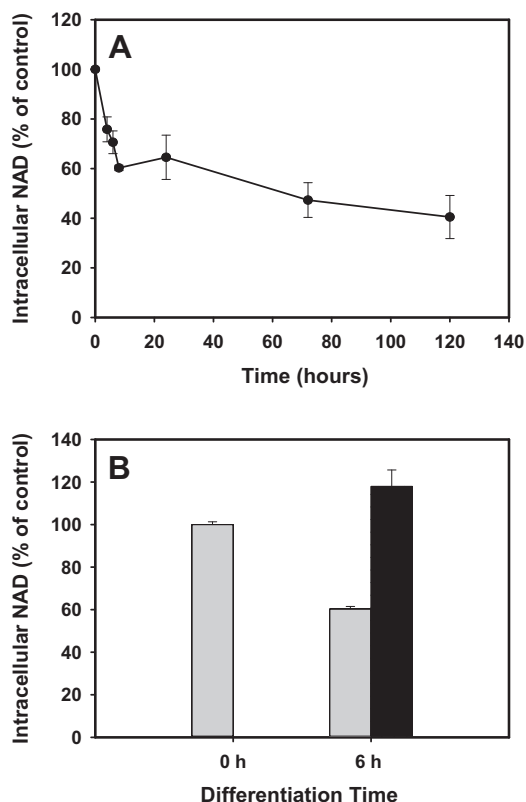 A
Intracellular NAD (% of control)
120
100
80
60
40
20
0
0 20 40 60 80 100 120 140
Time (hours)
B
Intracellular NAD (% of control)
140
120
100
80
60
40
20
0
0 h 6 h
Differentiation Time